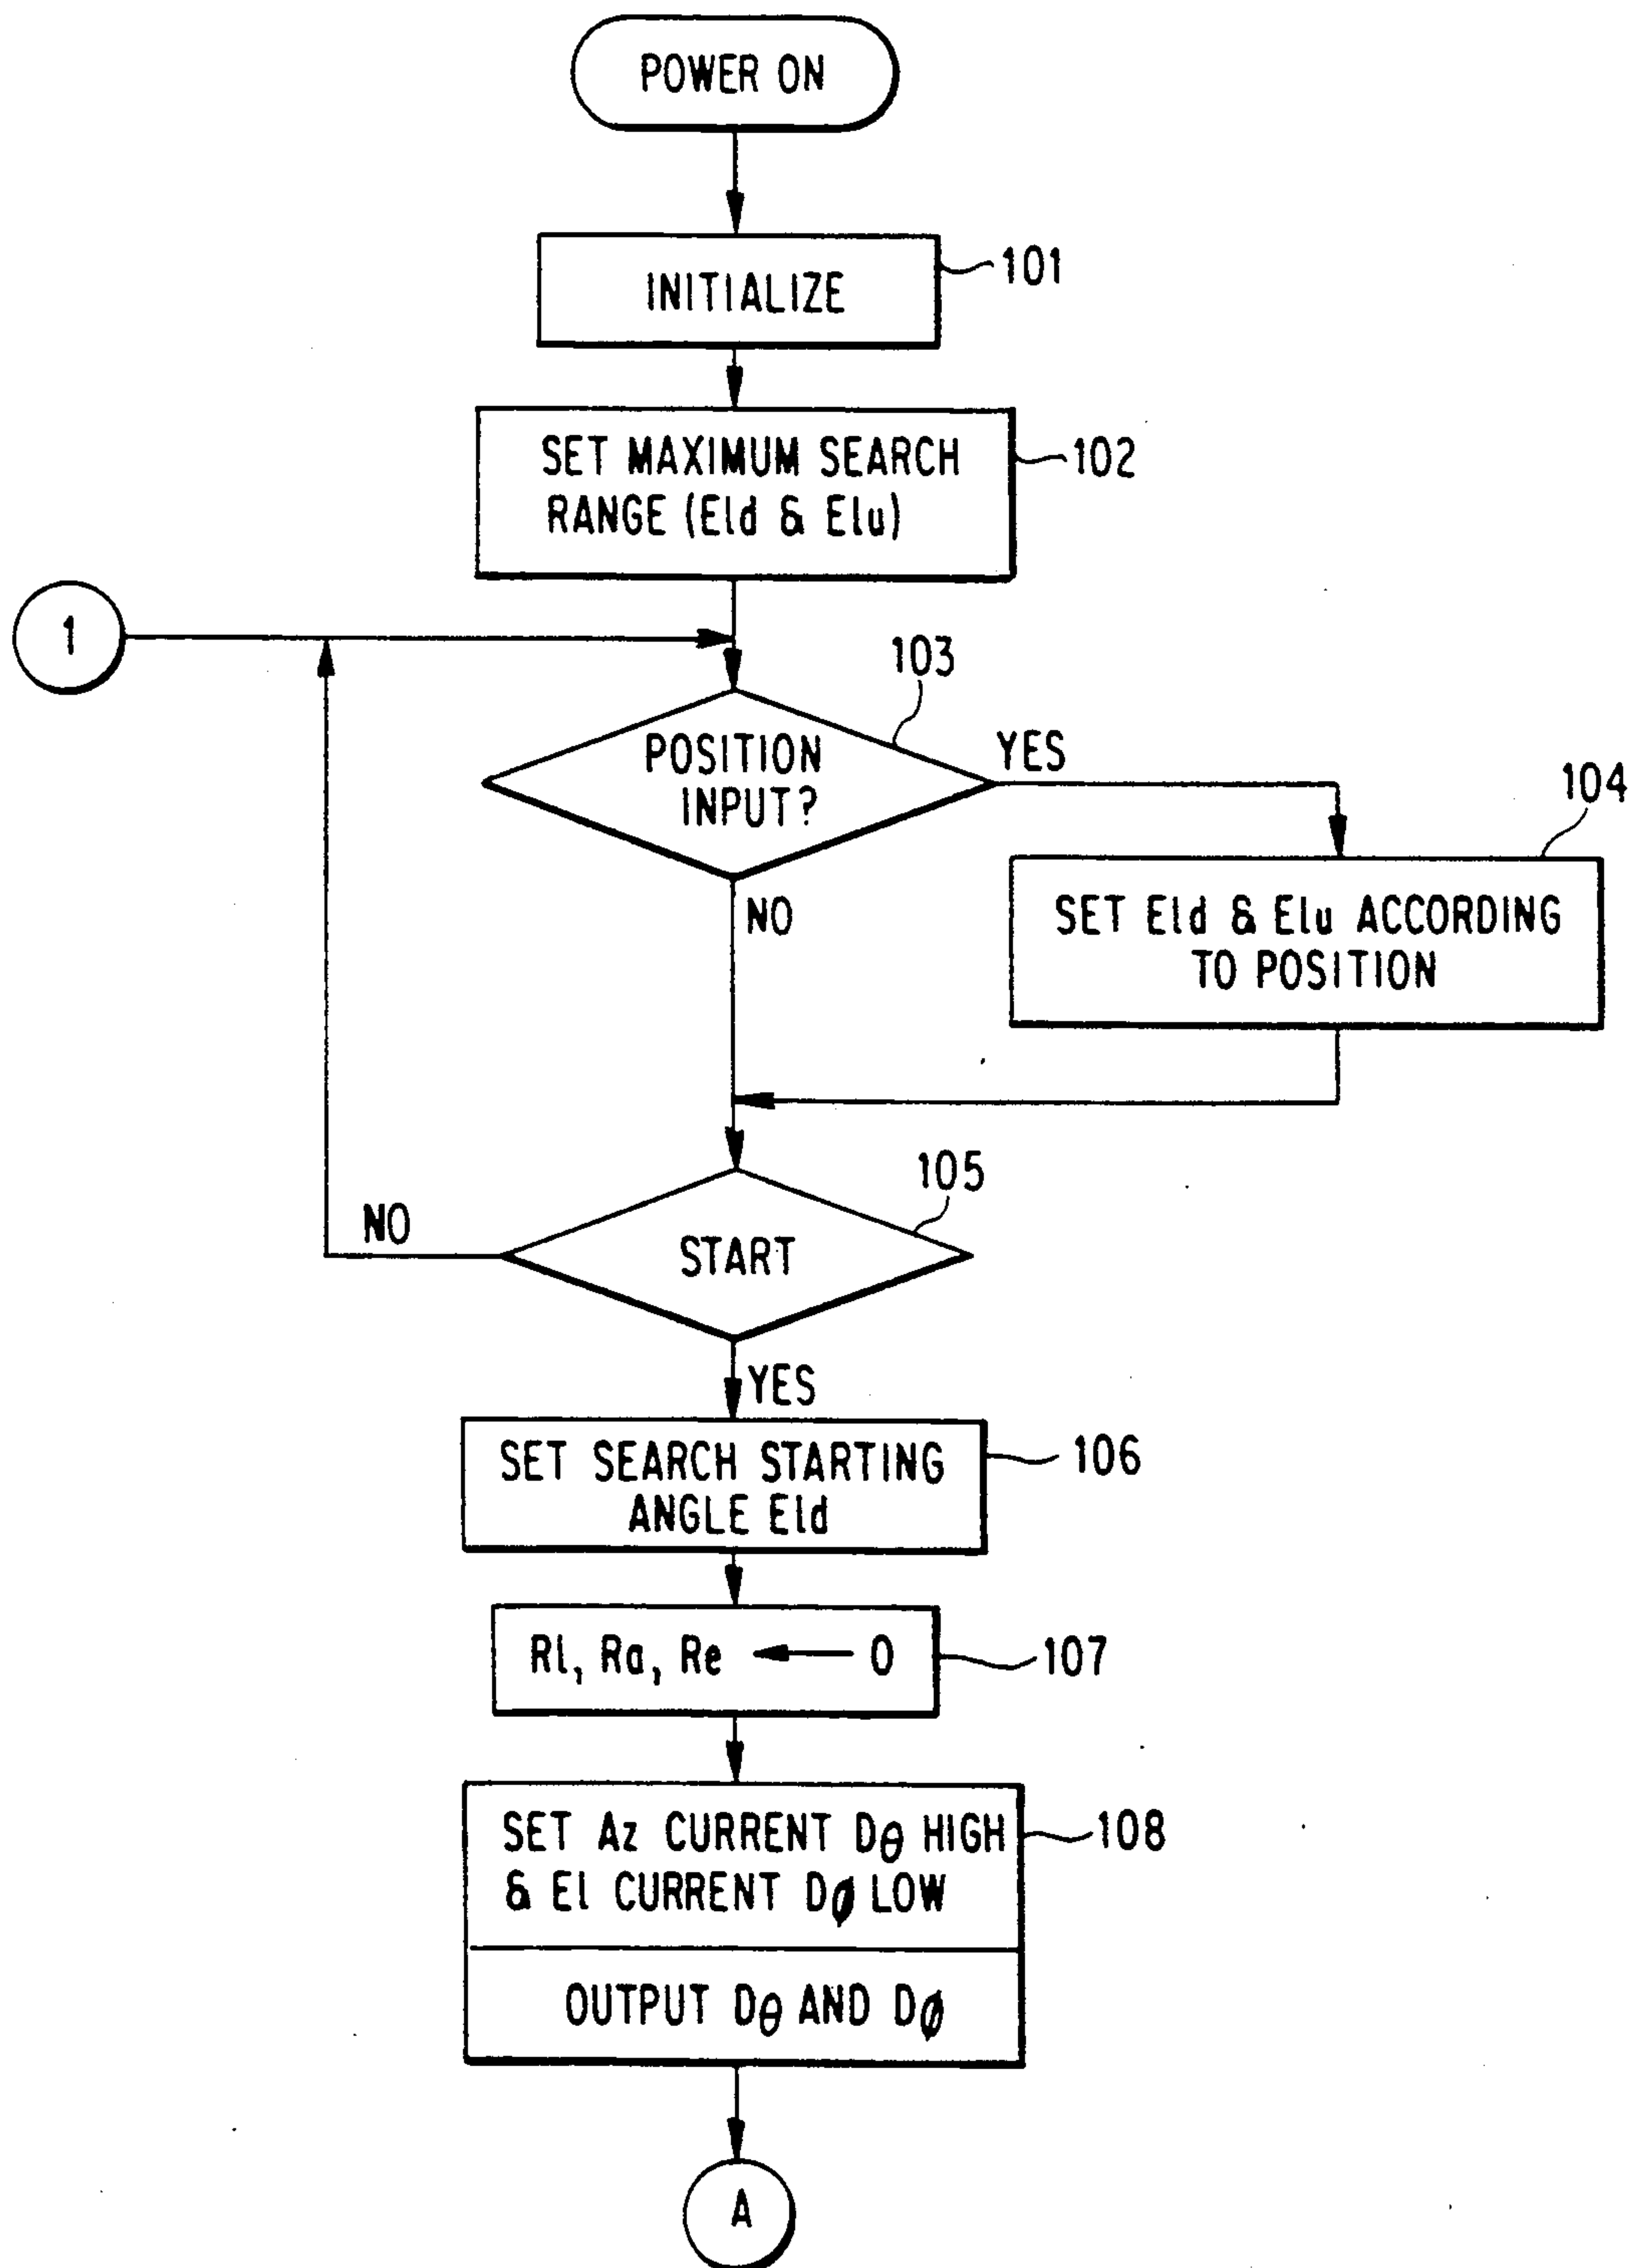 POWER ON
INITIALIZE
101
SET MAXIMUM SEARCH
RANGE (Eld & Elu)
102
1
103
POSITION
INPUT?
YES
104
NO
SET Eld & Elu ACCORDING
TO POSITION
105
NO
START
YES
SET SEARCH STARTING
ANGLE Eld
106
Rl, Ra, Re ← 0
107
SET Az CURRENT Dθ HIGH
& El CURRENT Dø LOW
108
OUTPUT Dθ AND Dø
A